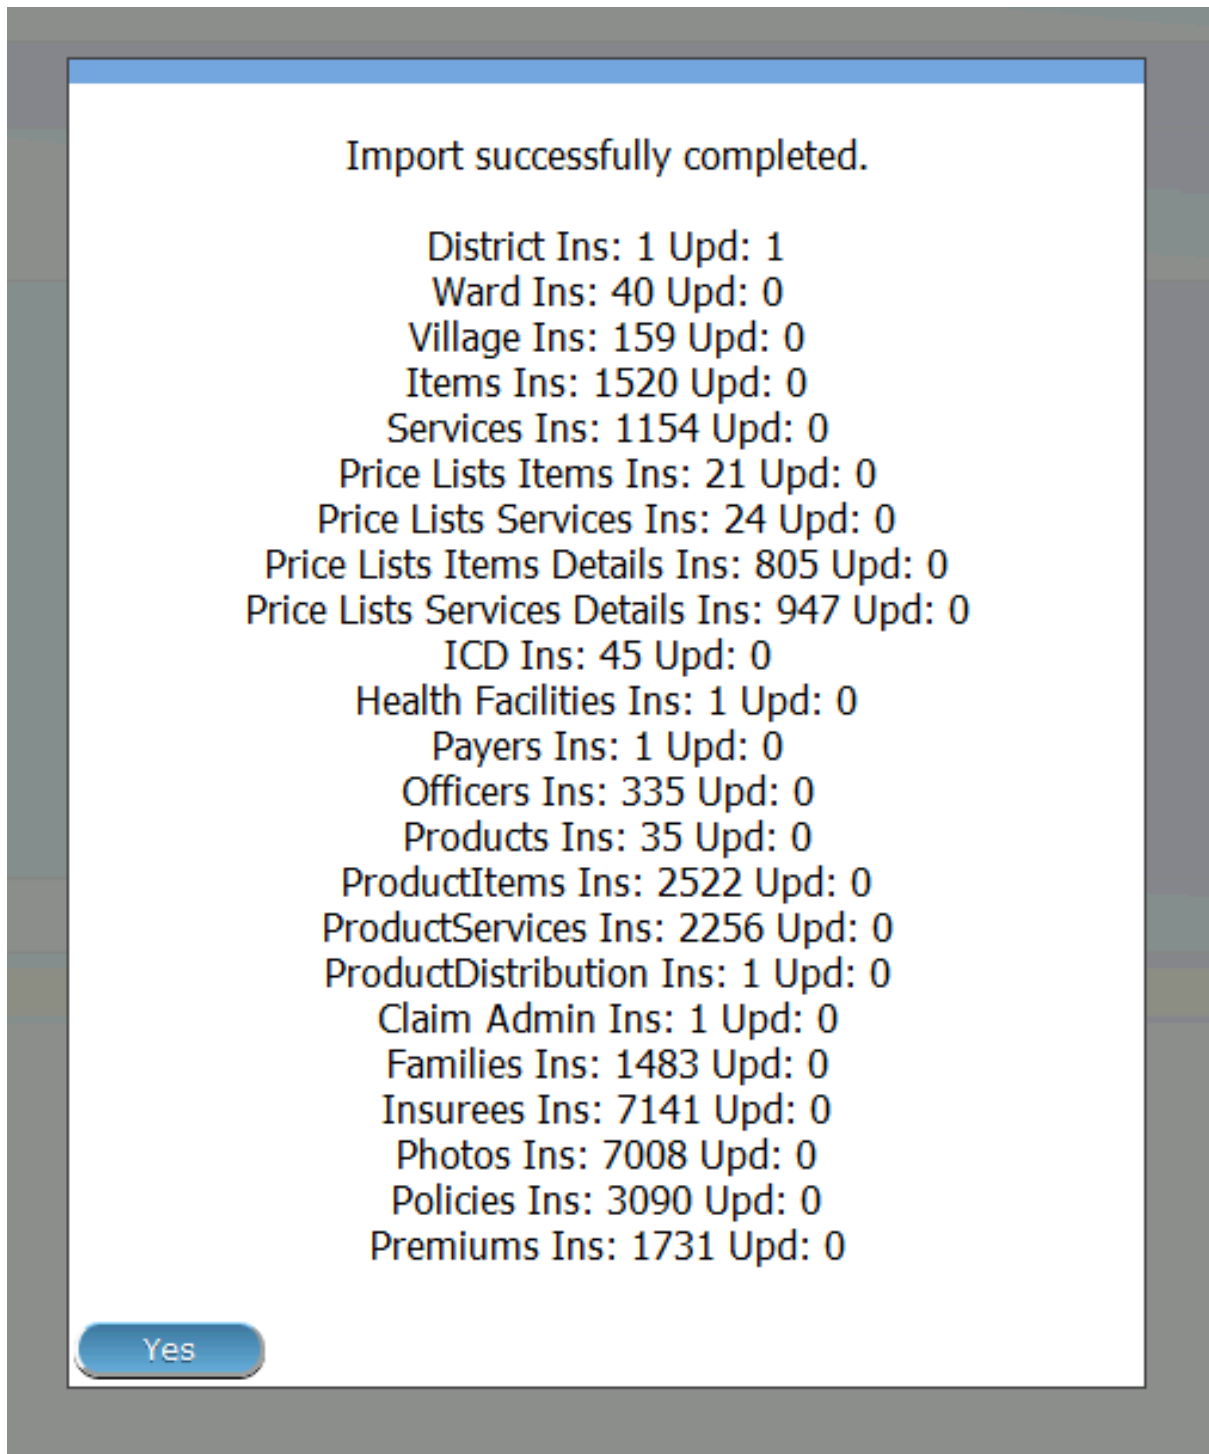 Import successfully completed.
District Ins: 1 Upd: 1
Ward Ins: 40 Upd: 0
Village Ins: 159 Upd: 0
Items Ins: 1520 Upd: 0
Services Ins: 1154 Upd: 0
Price Lists Items Ins: 21 Upd: 0
Price Lists Services Ins: 24 Upd: 0
Price Lists Items Details Ins: 805 Upd: 0
Price Lists Services Details Ins: 947 Upd: 0
ICD Ins: 45 Upd: 0
Health Facilities Ins: 1 Upd: 0
Payers Ins: 1 Upd: 0
Officers Ins: 335 Upd: 0
Products Ins: 35 Upd: 0
ProductItems Ins: 2522 Upd: 0
ProductServices Ins: 2256 Upd: 0
ProductDistribution Ins: 1 Upd: 0
Claim Admin Ins: 1 Upd: 0
Families Ins: 1483 Upd: 0
Insurees Ins: 7141 Upd: 0
Photos Ins: 7008 Upd: 0
Policies Ins: 3090 Upd: 0
Premiums Ins: 1731 Upd: 0
Yes